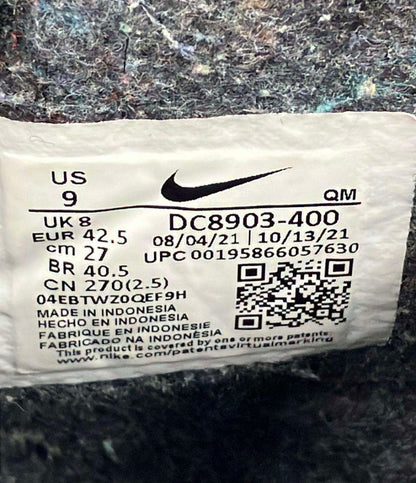 US
9
QM
UK 8
DC8903-400
EUR 42.5
08/04/21 | 10/13/21
cm 27
UPC 00195866057630
BR 40.5
CN 270(2.5)
04EBTWZ0QEF9H
MADE IN INDONESIA
HECHO EN INDONESIA
FABRIQUE EN INDONESIE
FABRICADO NA INDONÉSIA
This product is covered by one or more patents
www.nike.com/patentsvirtualmarking